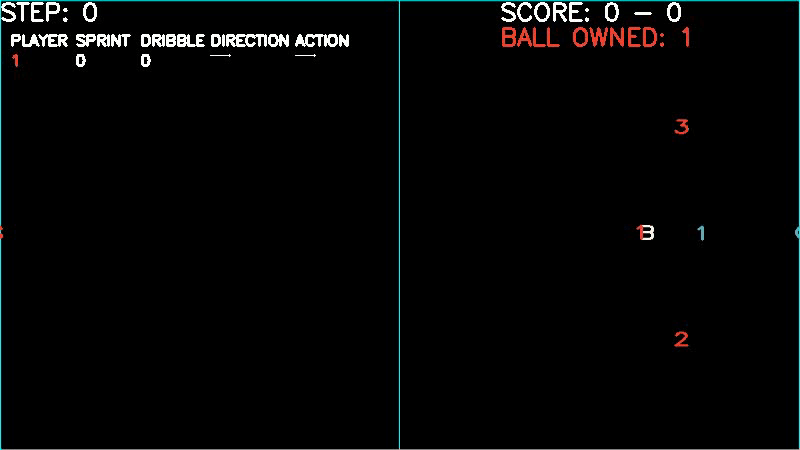 STEP: 0
SCORE: 0 - 0
BALL OWNED: 1
PLAYER SPRINT DRIBBLE DIRECTION ACTION
1 0 0 → →
3
1 B 1
2